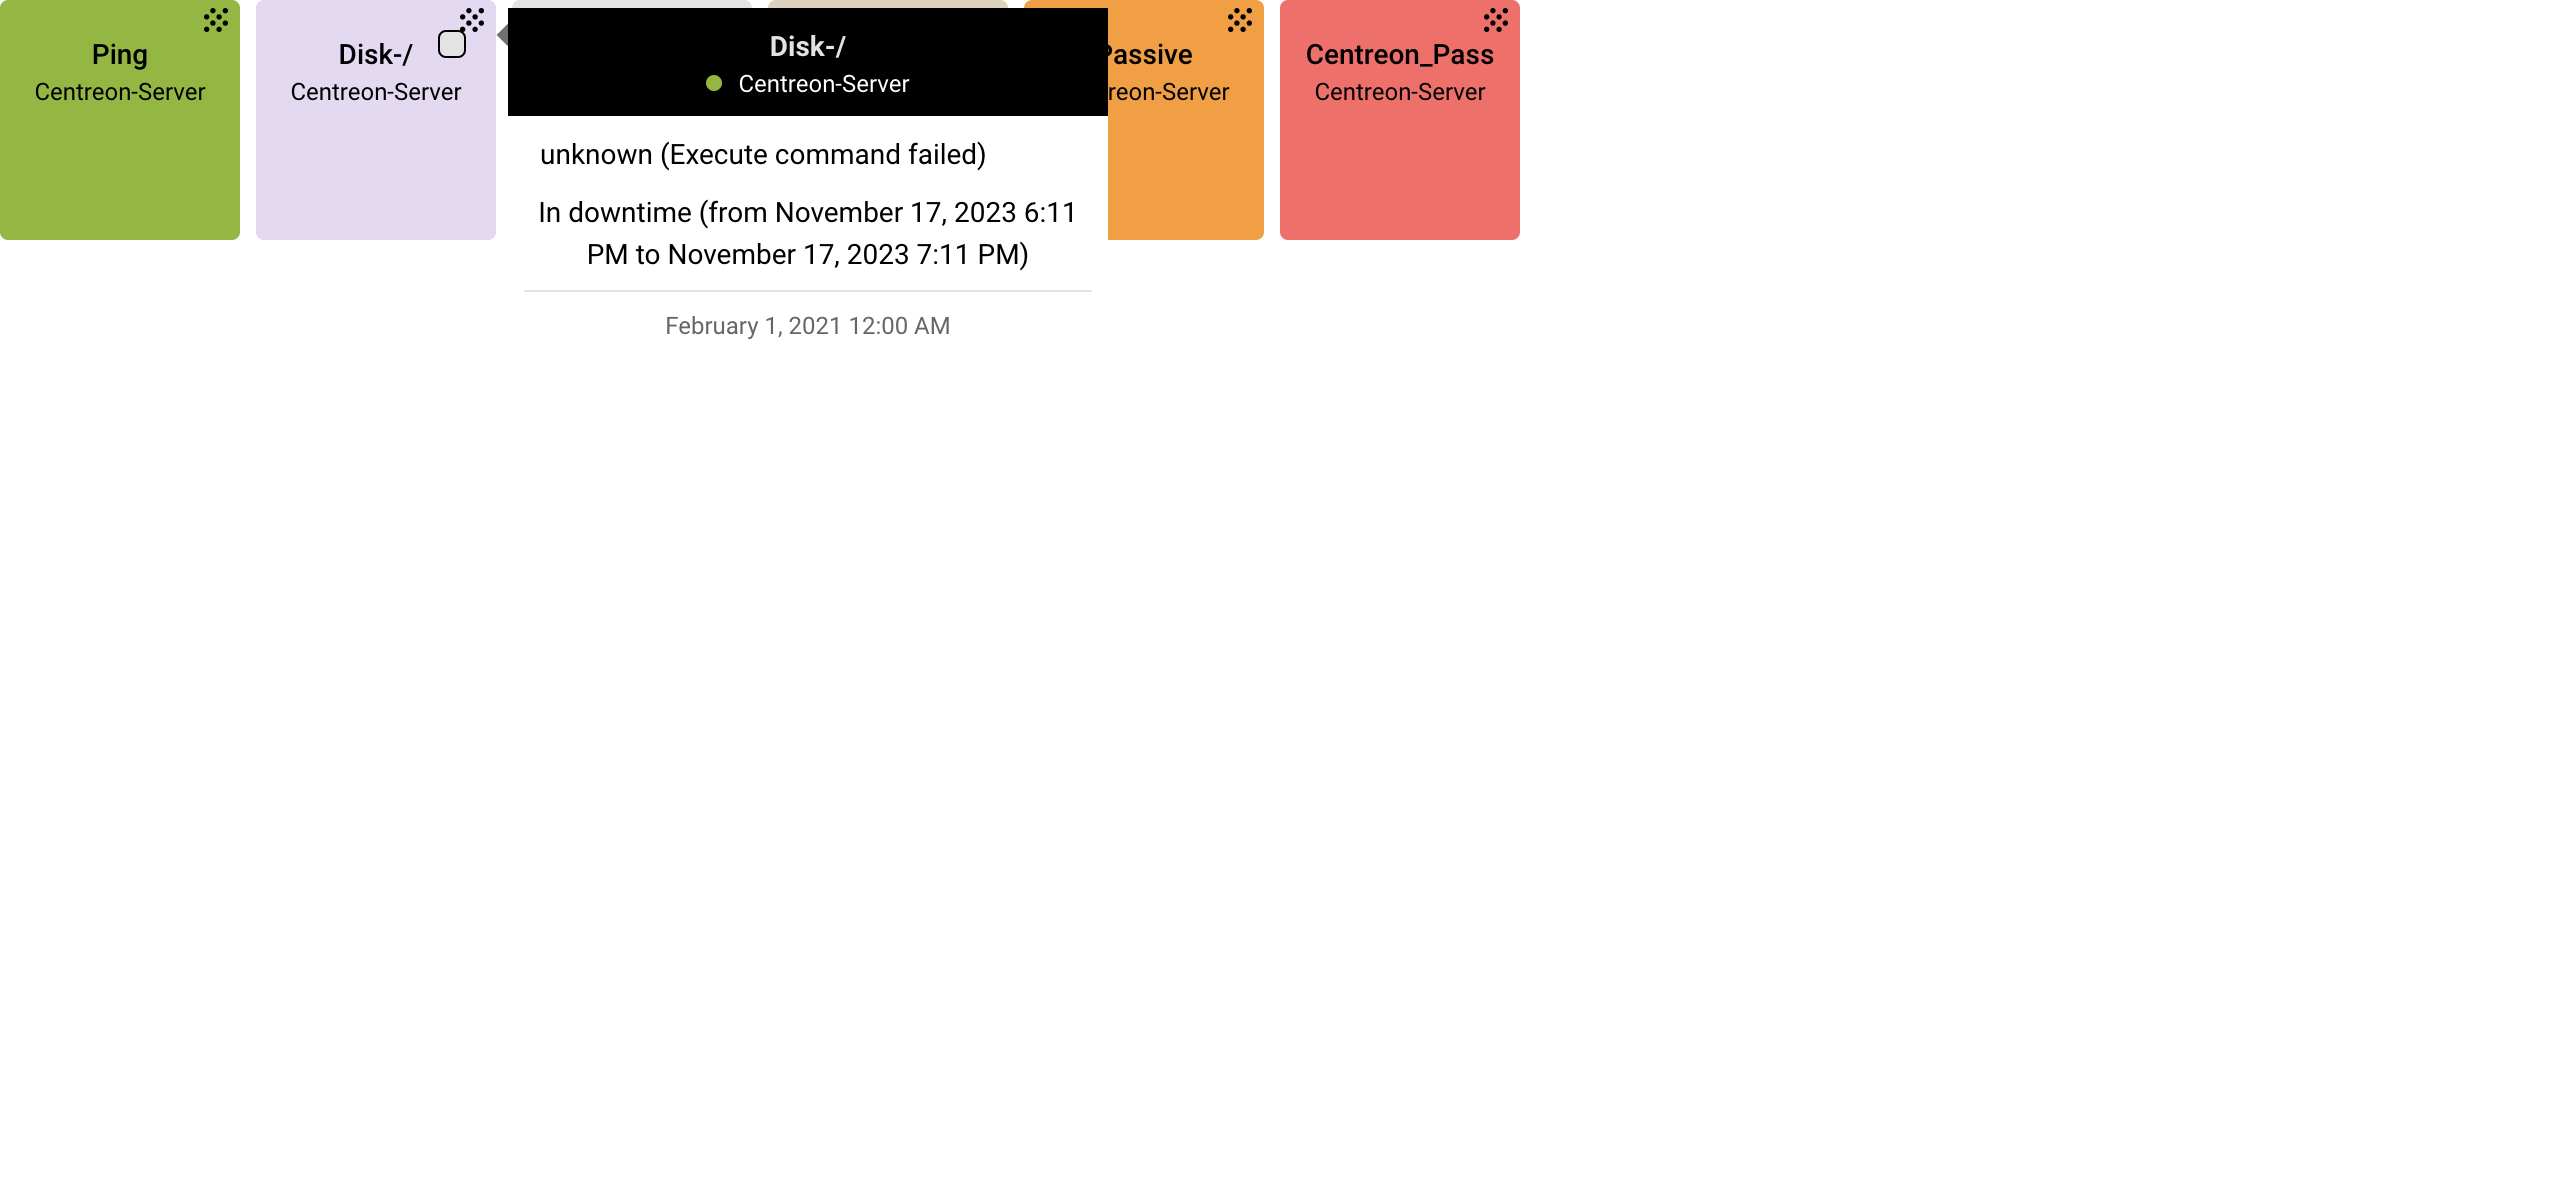 Ping
Centreon-Server
Disk-/
Centreon-Server
Disk-/
Centreon-Server
unknown (Execute command failed)
In downtime (from November 17, 2023 6:11
PM to November 17, 2023 7:11 PM)
February 1, 2021 12:00 AM
Passive
reon-Server
Centreon_Pass
Centreon-Server